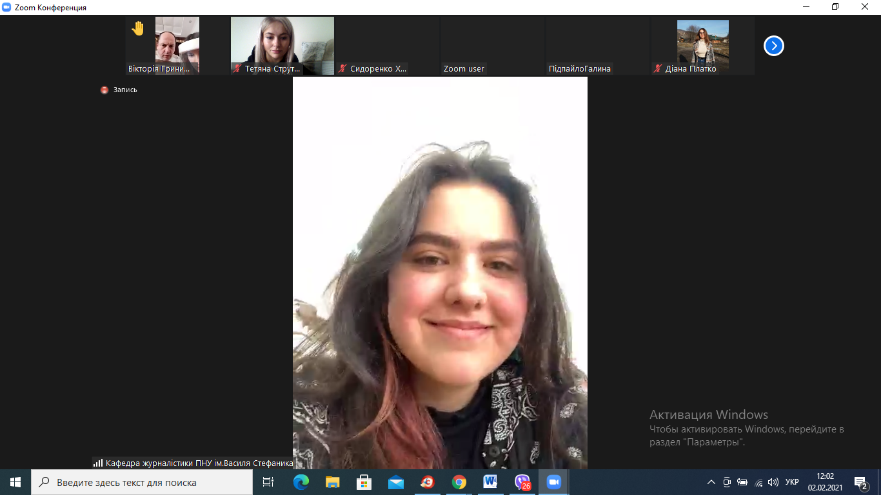 Zoom Конференция
Вікторія Грини...
Тетяна Струт...
Сидоренко Х...
Zoom user
ПідпайлоГалина
Діана Платко
Запись
Активация Windows
Чтобы активировать Windows, перейдите в
раздел "Параметры".
Кафедра журналістики ПНУ ім.Василя Стефаника
Введите здесь текст для поиска
26
УКР
12:02
02.02.2021
2